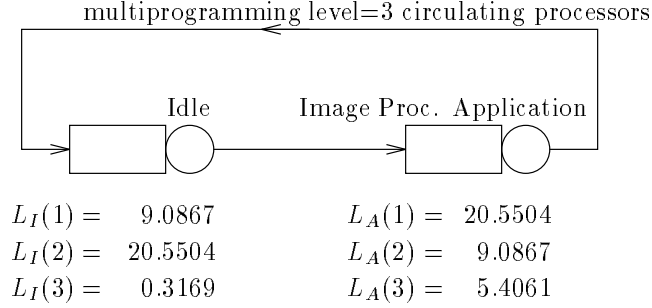 multiprogramming level=3 circulating processors
Idle Image Proc. Application
L_I(1) = 9.0867 L_A(1) = 20.5504
L_I(2) = 20.5504 L_A(2) = 9.0867
L_I(3) = 0.3169 L_A(3) = 5.4061